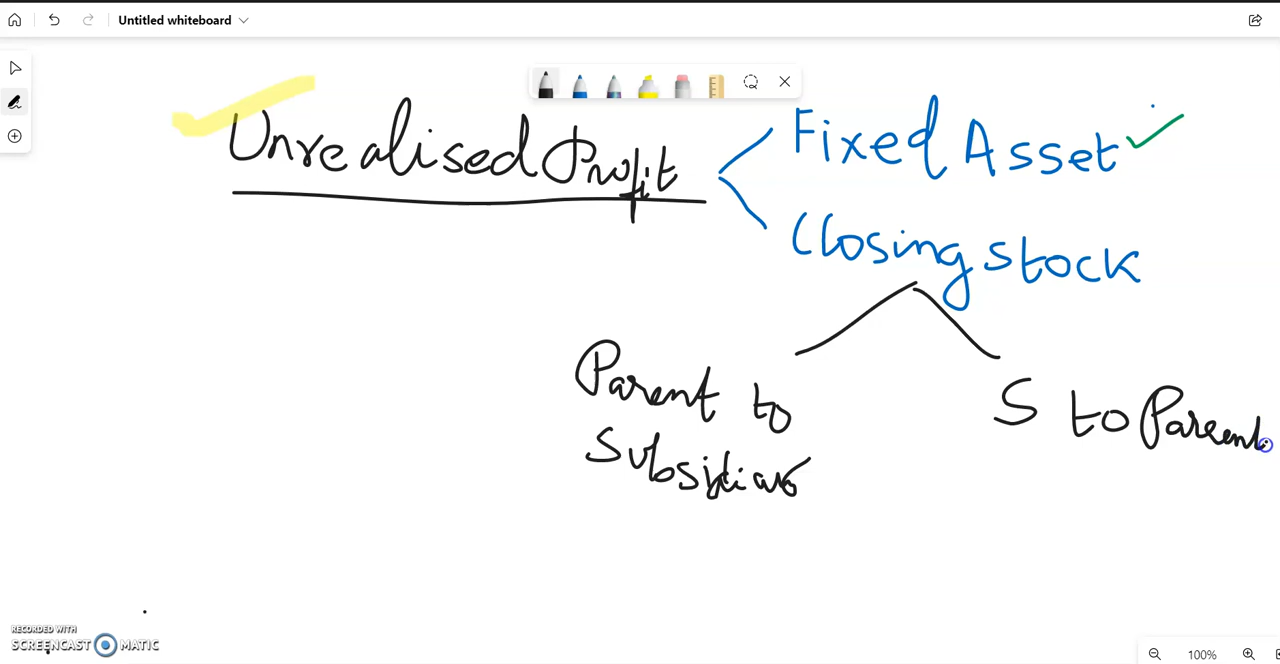 Untitled whiteboard
Unrealised Profit
Fixed Asset
Closing stock
Parent to
Subsidiary
S to Parent
RECORDED WITH
SCREENCAST MATIC
100%